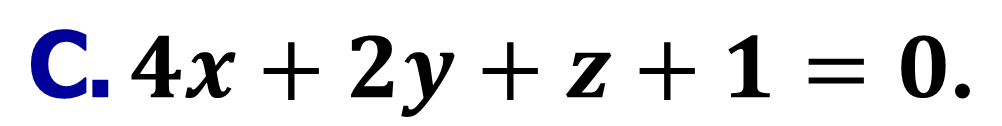 C. 4x + 2y + z + 1 = 0.